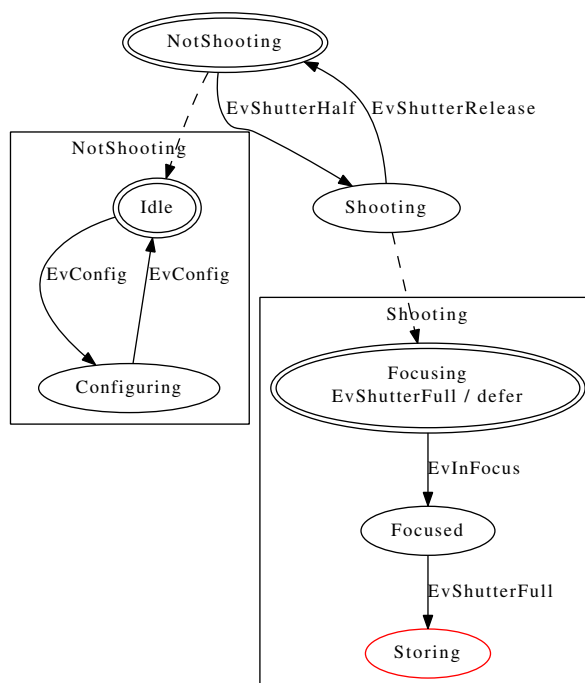 NotShooting
EvShutterHalf
EvShutterRelease
NotShooting
Idle
Shooting
EvConfig
EvConfig
Shooting
Configuring
Focusing
EvShutterFull / defer
EvInFocus
Focused
EvShutterFull
Storing